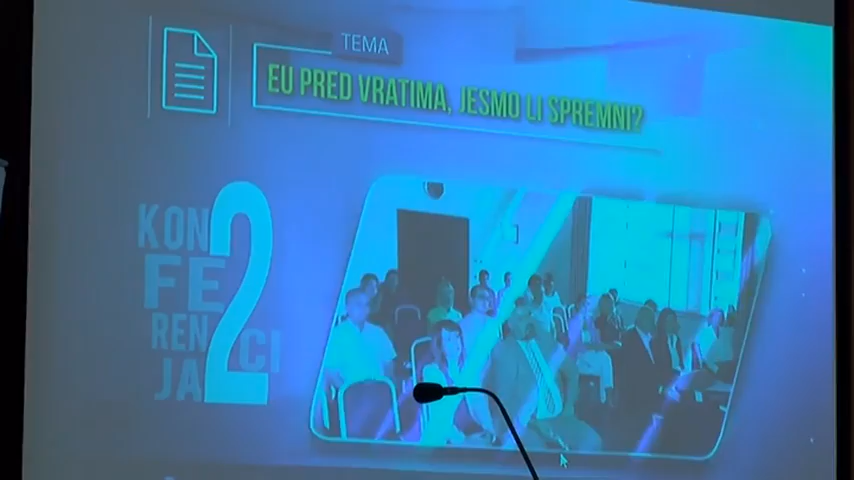 TEMA
EU PRED VRATIMA, JESMO LI SPREMNI?
KON
FE
REN
CI
JA
2